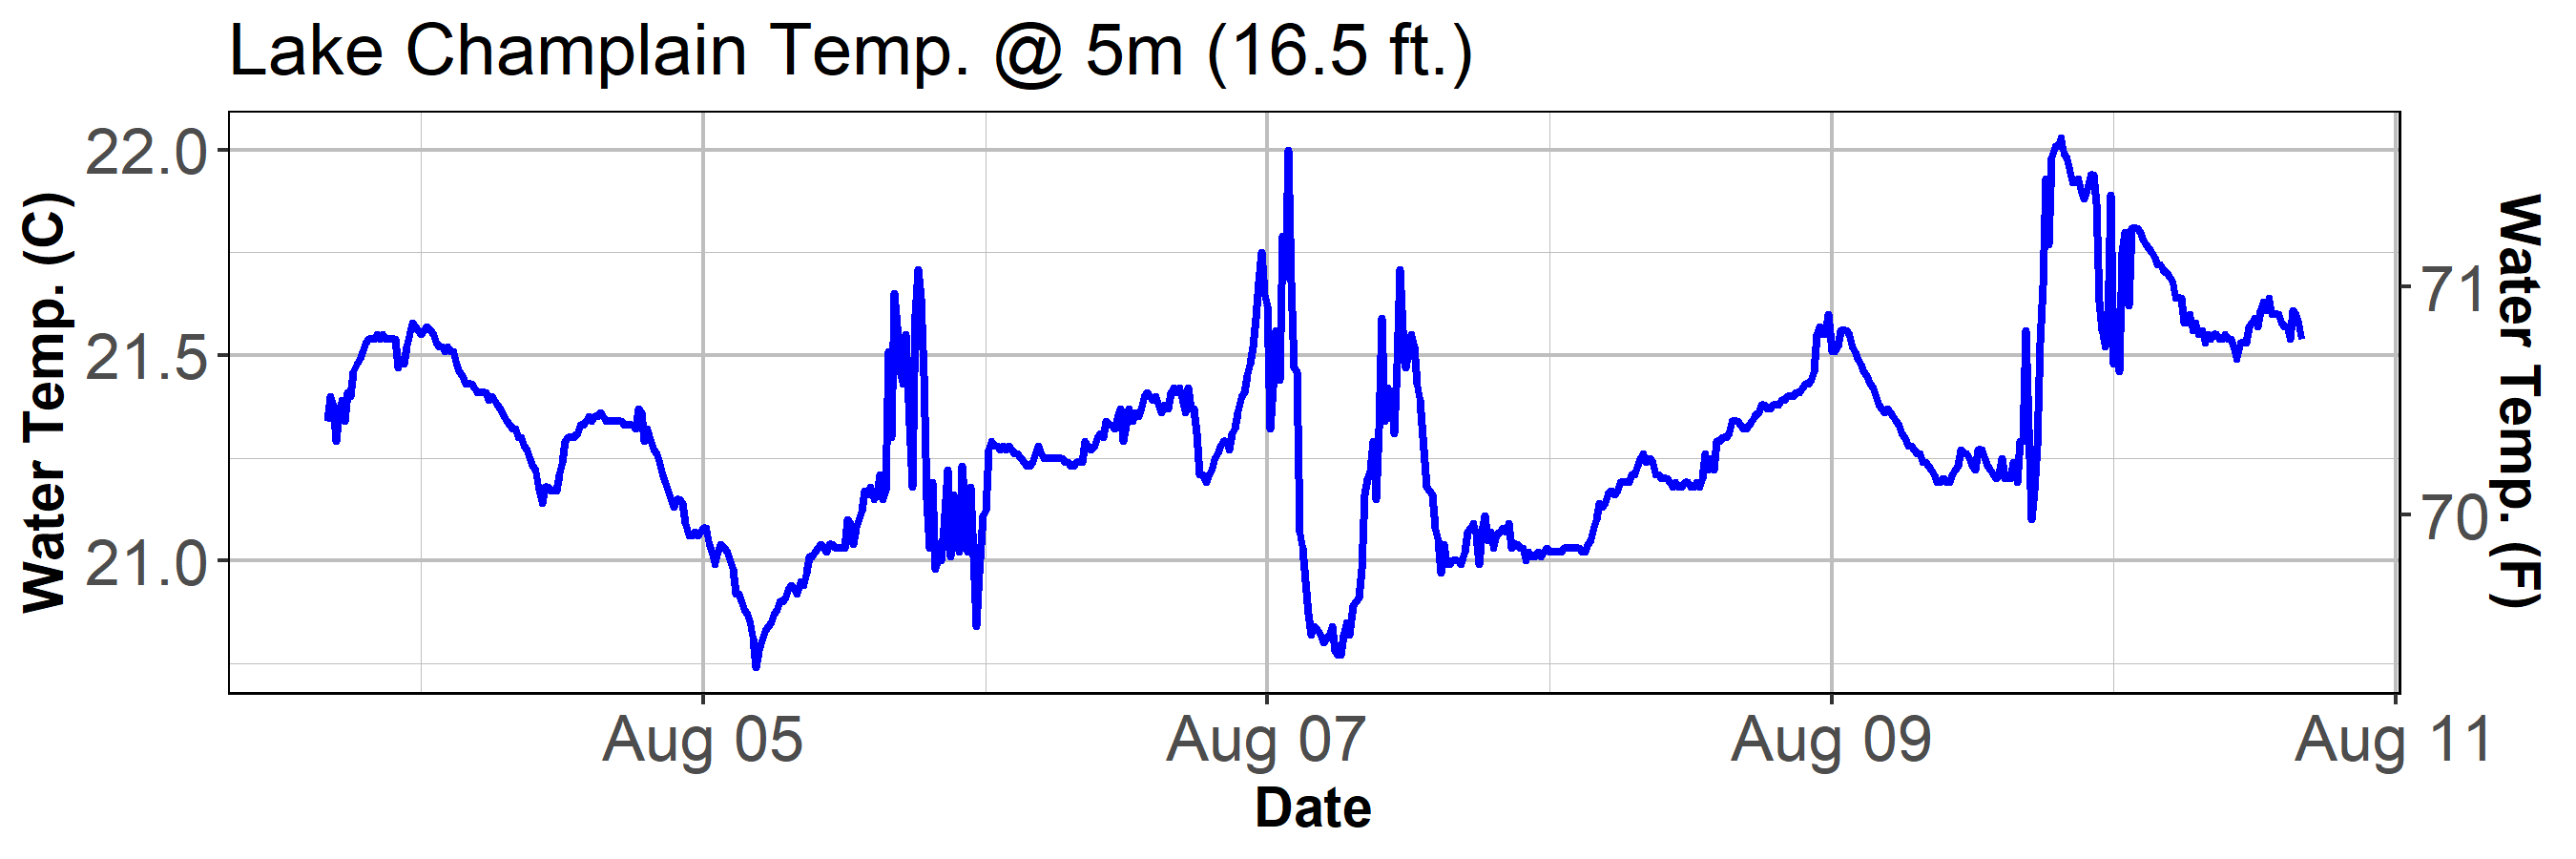 Lake Champlain Temp. @ 5m (16.5 ft.)
Water Temp. (C)
22.0
21.5
21.0
71
70
Water Temp. (F)
Aug 05
Aug 07
Aug 09
Aug 11
Date